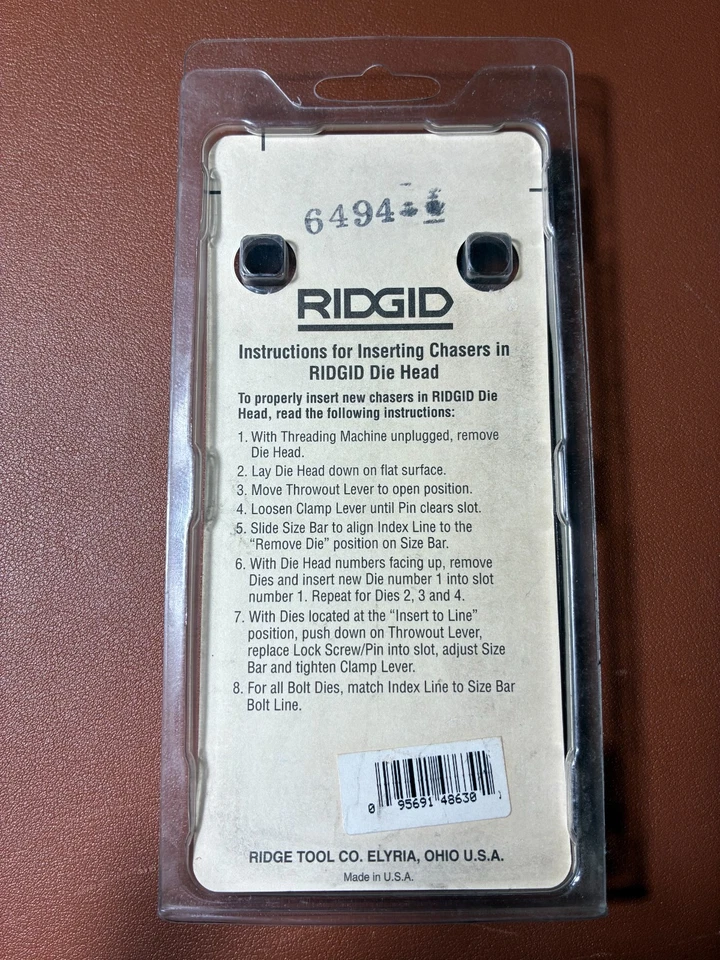 6494
RIDGID
Instructions for Inserting Chasers in
RIDGID Die Head
To properly insert new chasers in RIDGID Die
Head, read the following instructions:
1. With Threading Machine unplugged, remove
Die Head.
2. Lay Die Head down on flat surface.
3. Move Throwout Lever to open position.
4. Loosen Clamp Lever until Pin clears slot.
5. Slide Size Bar to align Index Line to the
“Remove Die” position on Size Bar.
6. With Die Head numbers facing up, remove
Dies and insert new Die number 1 into slot
number 1. Repeat for Dies 2, 3 and 4.
7. With Dies located at the “Insert to Line”
position, push down on Throwout Lever,
replace Lock Screw/Pin into slot, adjust Size
Bar and tighten Clamp Lever.
8. For all Bolt Dies, match Index Line to Size Bar
Bolt Line.
0 95691 48630
RIDGE TOOL CO. ELYRIA, OHIO U.S.A.
Made in U.S.A.